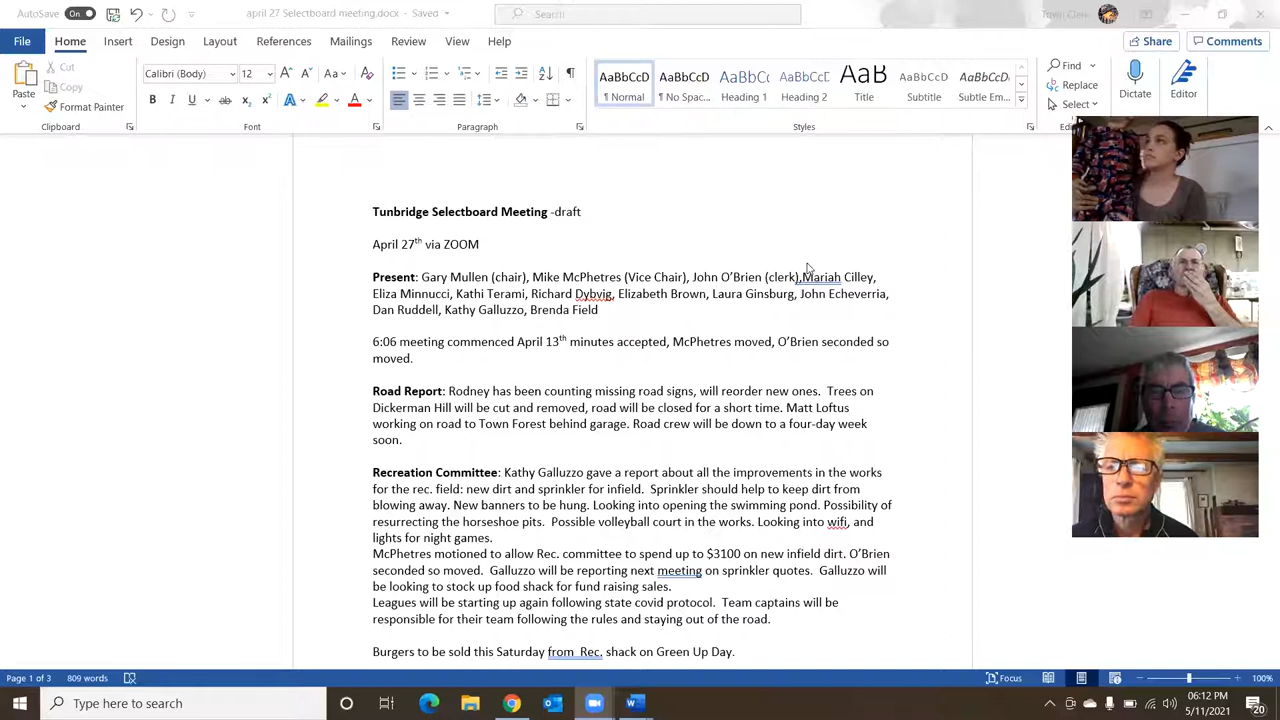 AutoSave On april 27 Selectboard meeting.docx - Saved Search
File Home Insert Design Layout References Mailings Review View Help Share Comments
Cut
Copy
Paste
Format Painter
Calibri (Body) 12
AaBbCcD AaBbCcD AaBbCc AaBbCcD AaB AaBbCcD AaBbCcD
¶ Normal ¶ No Spac... Heading 1 Heading 2 Title Subtitle Subtle Em...
Find
Replace
Select
Dictate Editor
Clipboard Font Paragraph Styles
Tunbridge Selectboard Meeting -draft
April 27th via ZOOM
Present: Gary Mullen (chair), Mike McPhetres (Vice Chair), John O'Brien (clerk),Mariah Cilley,
Eliza Minnucci, Kathi Terami, Richard Dybvig, Elizabeth Brown, Laura Ginsburg, John Echeverria,
Dan Ruddell, Kathy Galluzzo, Brenda Field
6:06 meeting commenced April 13th minutes accepted, McPhetres moved, O'Brien seconded so
moved.
Road Report: Rodney has been counting missing road signs, will reorder new ones. Trees on
Dickerman Hill will be cut and removed, road will be closed for a short time. Matt Loftus
working on road to Town Forest behind garage. Road crew will be down to a four-day week
soon.
Recreation Committee: Kathy Galluzzo gave a report about all the improvements in the works
for the rec. field: new dirt and sprinkler for infield. Sprinkler should help to keep dirt from
blowing away. New banners to be hung. Looking into opening the swimming pond. Possibility of
resurrecting the horseshoe pits. Possible volleyball court in the works. Looking into wifi, and
lights for night games.
McPhetres motioned to allow Rec. committee to spend up to $3100 on new infield dirt. O'Brien
seconded so moved. Galluzzo will be reporting next meeting on sprinkler quotes. Galluzzo will
be looking to stock up food shack for fund raising sales.
Leagues will be starting up again following state covid protocol. Team captains will be
responsible for their team following the rules and staying out of the road.
Burgers to be sold this Saturday from Rec. shack on Green Up Day.
Page 1 of 3 809 words Focus 100%
Type here to search
06:12 PM
5/11/2021
20